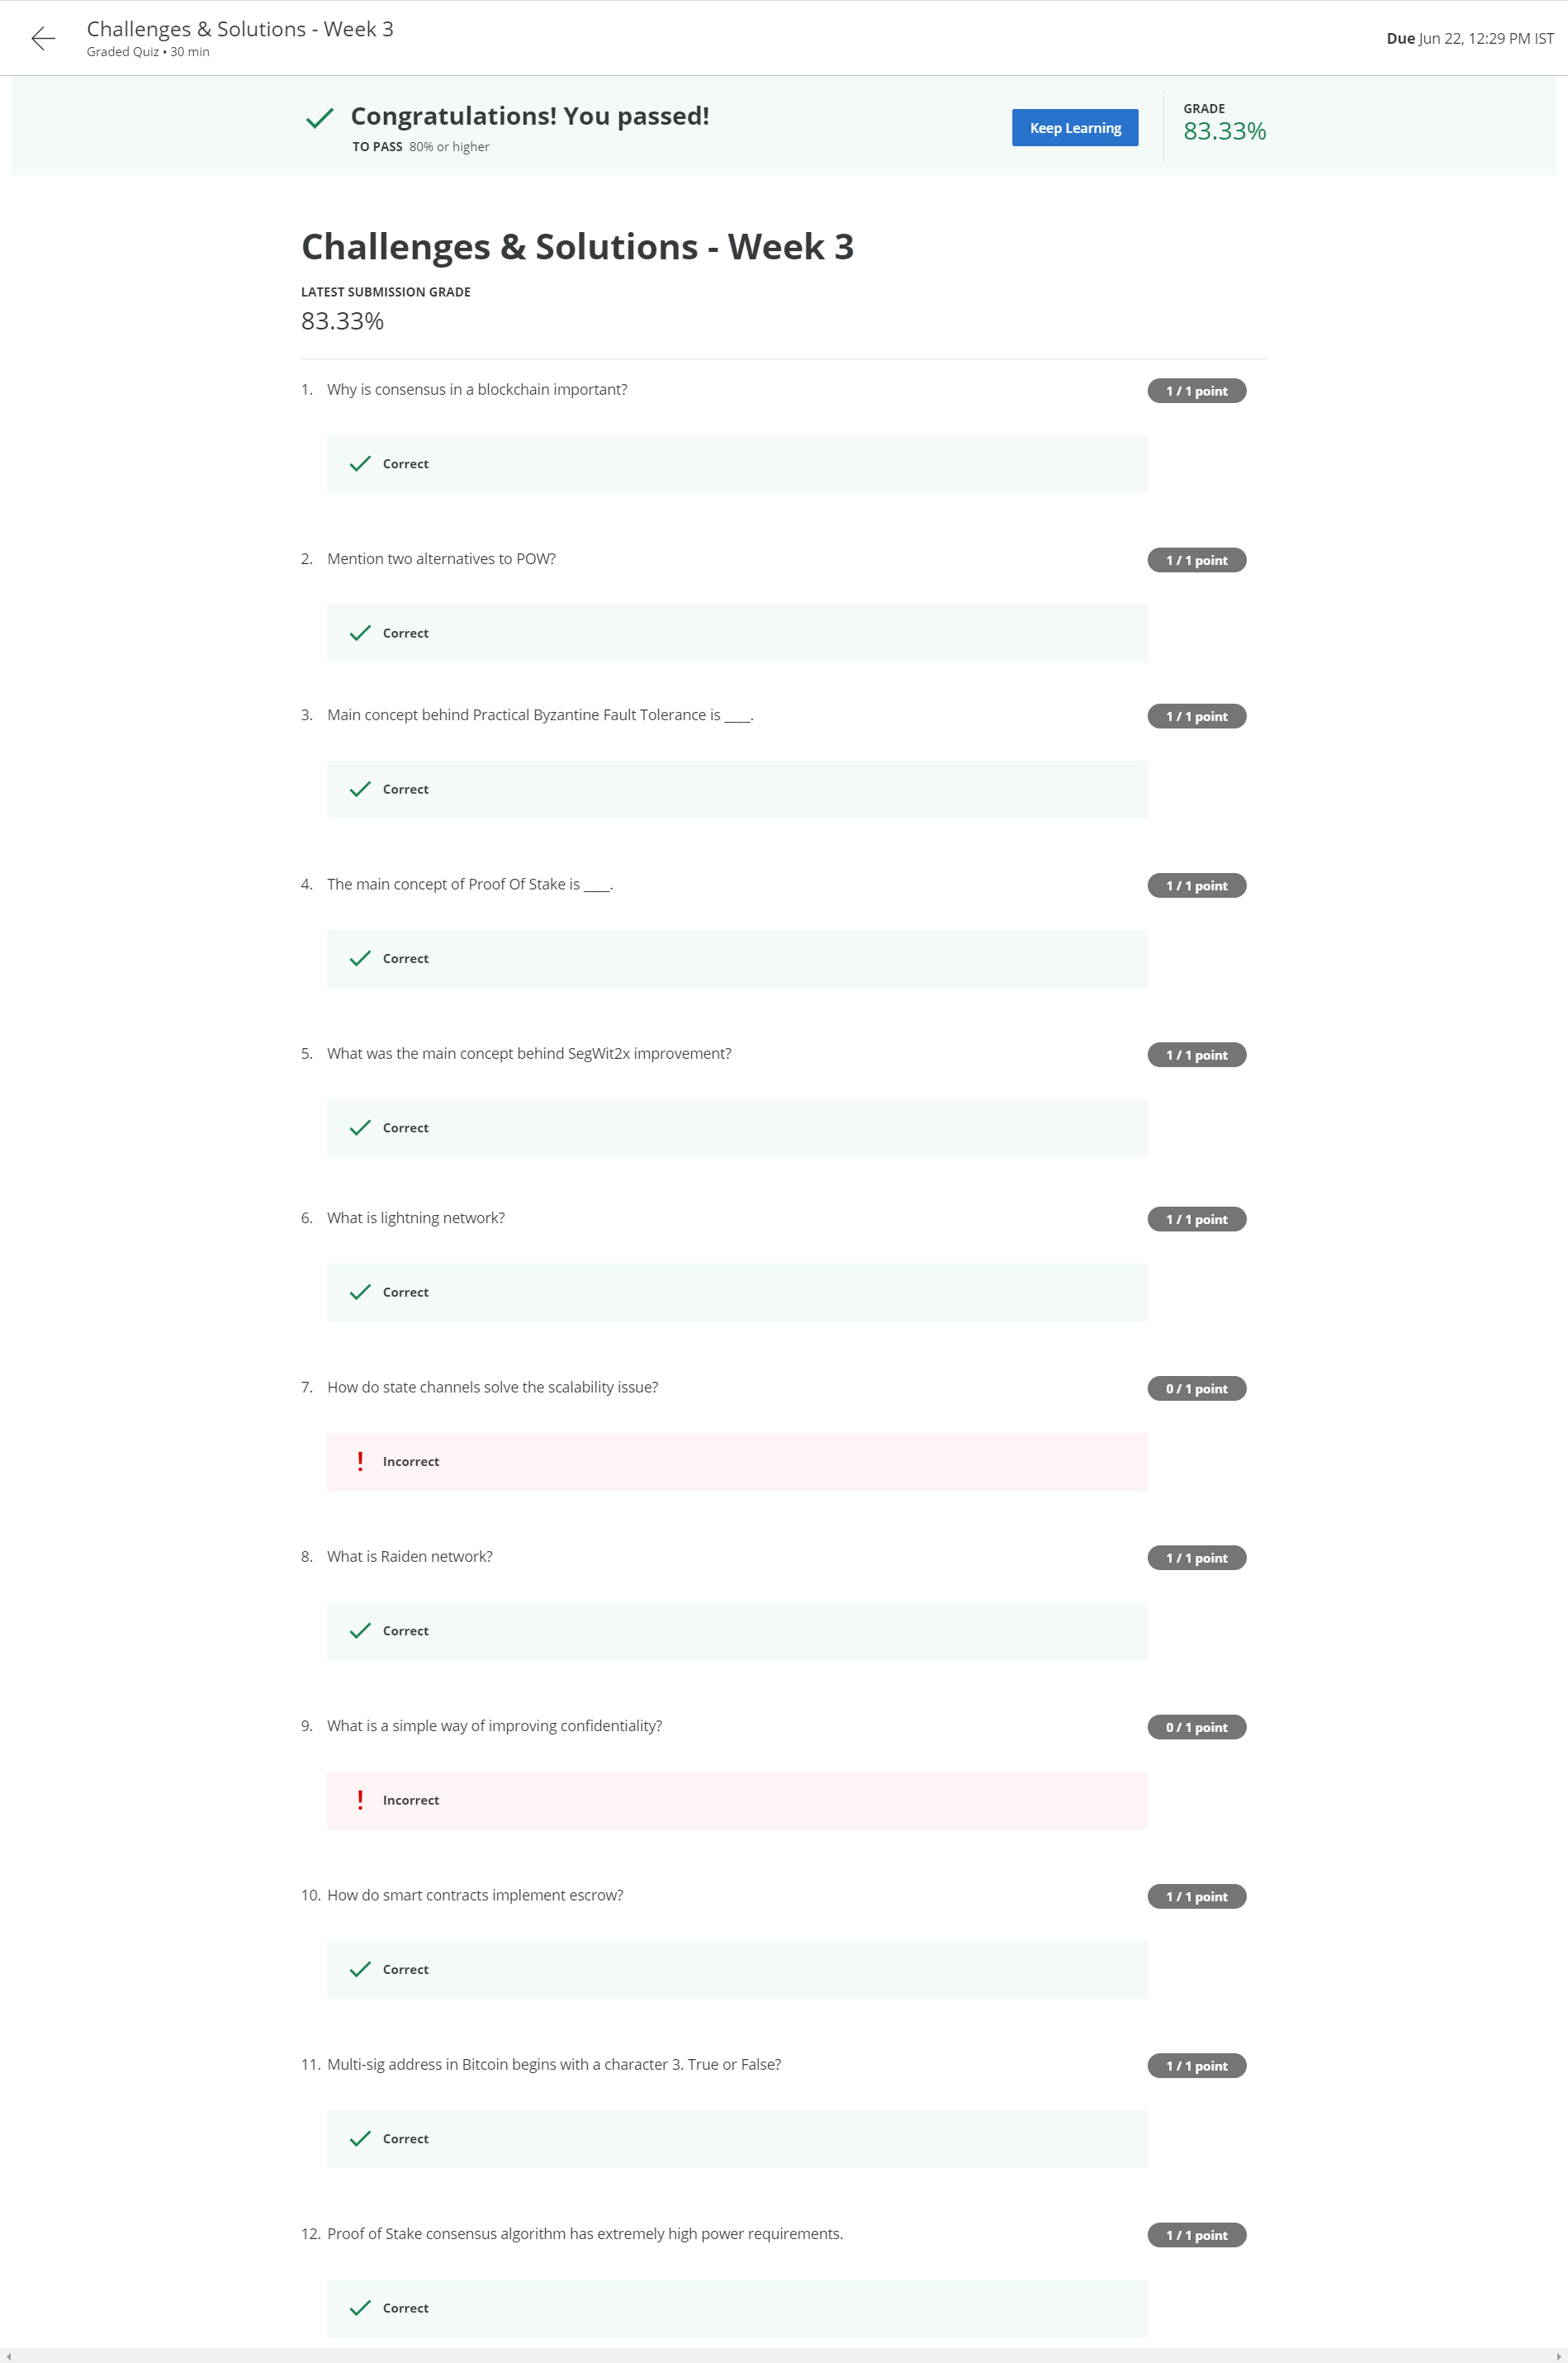 Challenges & Solutions - Week 3
Graded Quiz • 30 min
Due Jun 22, 12:29 PM IST
Congratulations! You passed!
TO PASS 80% or higher
Keep Learning
GRADE
83.33%
Challenges & Solutions - Week 3
LATEST SUBMISSION GRADE
83.33%
1. Why is consensus in a blockchain important?
1 / 1 point
Correct
2. Mention two alternatives to POW?
1 / 1 point
Correct
3. Main concept behind Practical Byzantine Fault Tolerance is ____.
1 / 1 point
Correct
4. The main concept of Proof Of Stake is ____.
1 / 1 point
Correct
5. What was the main concept behind SegWit2x improvement?
1 / 1 point
Correct
6. What is lightning network?
1 / 1 point
Correct
7. How do state channels solve the scalability issue?
0 / 1 point
Incorrect
8. What is Raiden network?
1 / 1 point
Correct
9. What is a simple way of improving confidentiality?
0 / 1 point
Incorrect
10. How do smart contracts implement escrow?
1 / 1 point
Correct
11. Multi-sig address in Bitcoin begins with a character 3. True or False?
1 / 1 point
Correct
12. Proof of Stake consensus algorithm has extremely high power requirements.
1 / 1 point
Correct